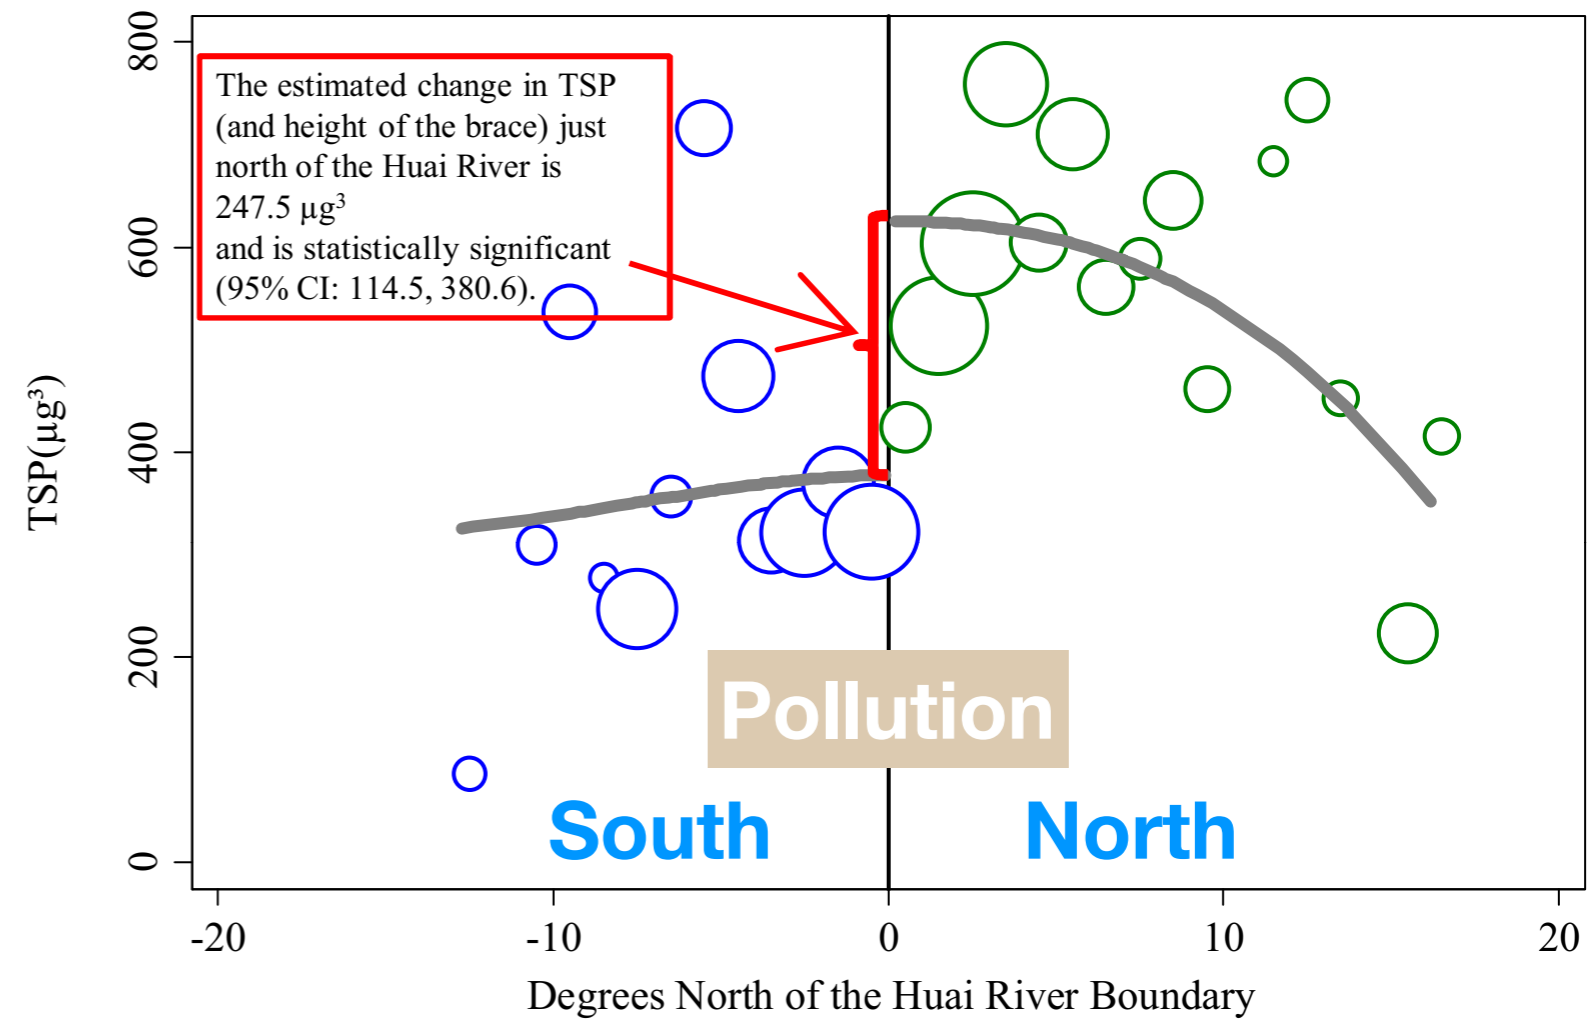 800
600
400
200
0
TSP(µg³)
The estimated change in TSP
(and height of the brace) just
north of the Huai River is
247.5 µg³
and is statistically significant
(95% CI: 114.5, 380.6).
Pollution
South
North
-20
-10
0
10
20
Degrees North of the Huai River Boundary